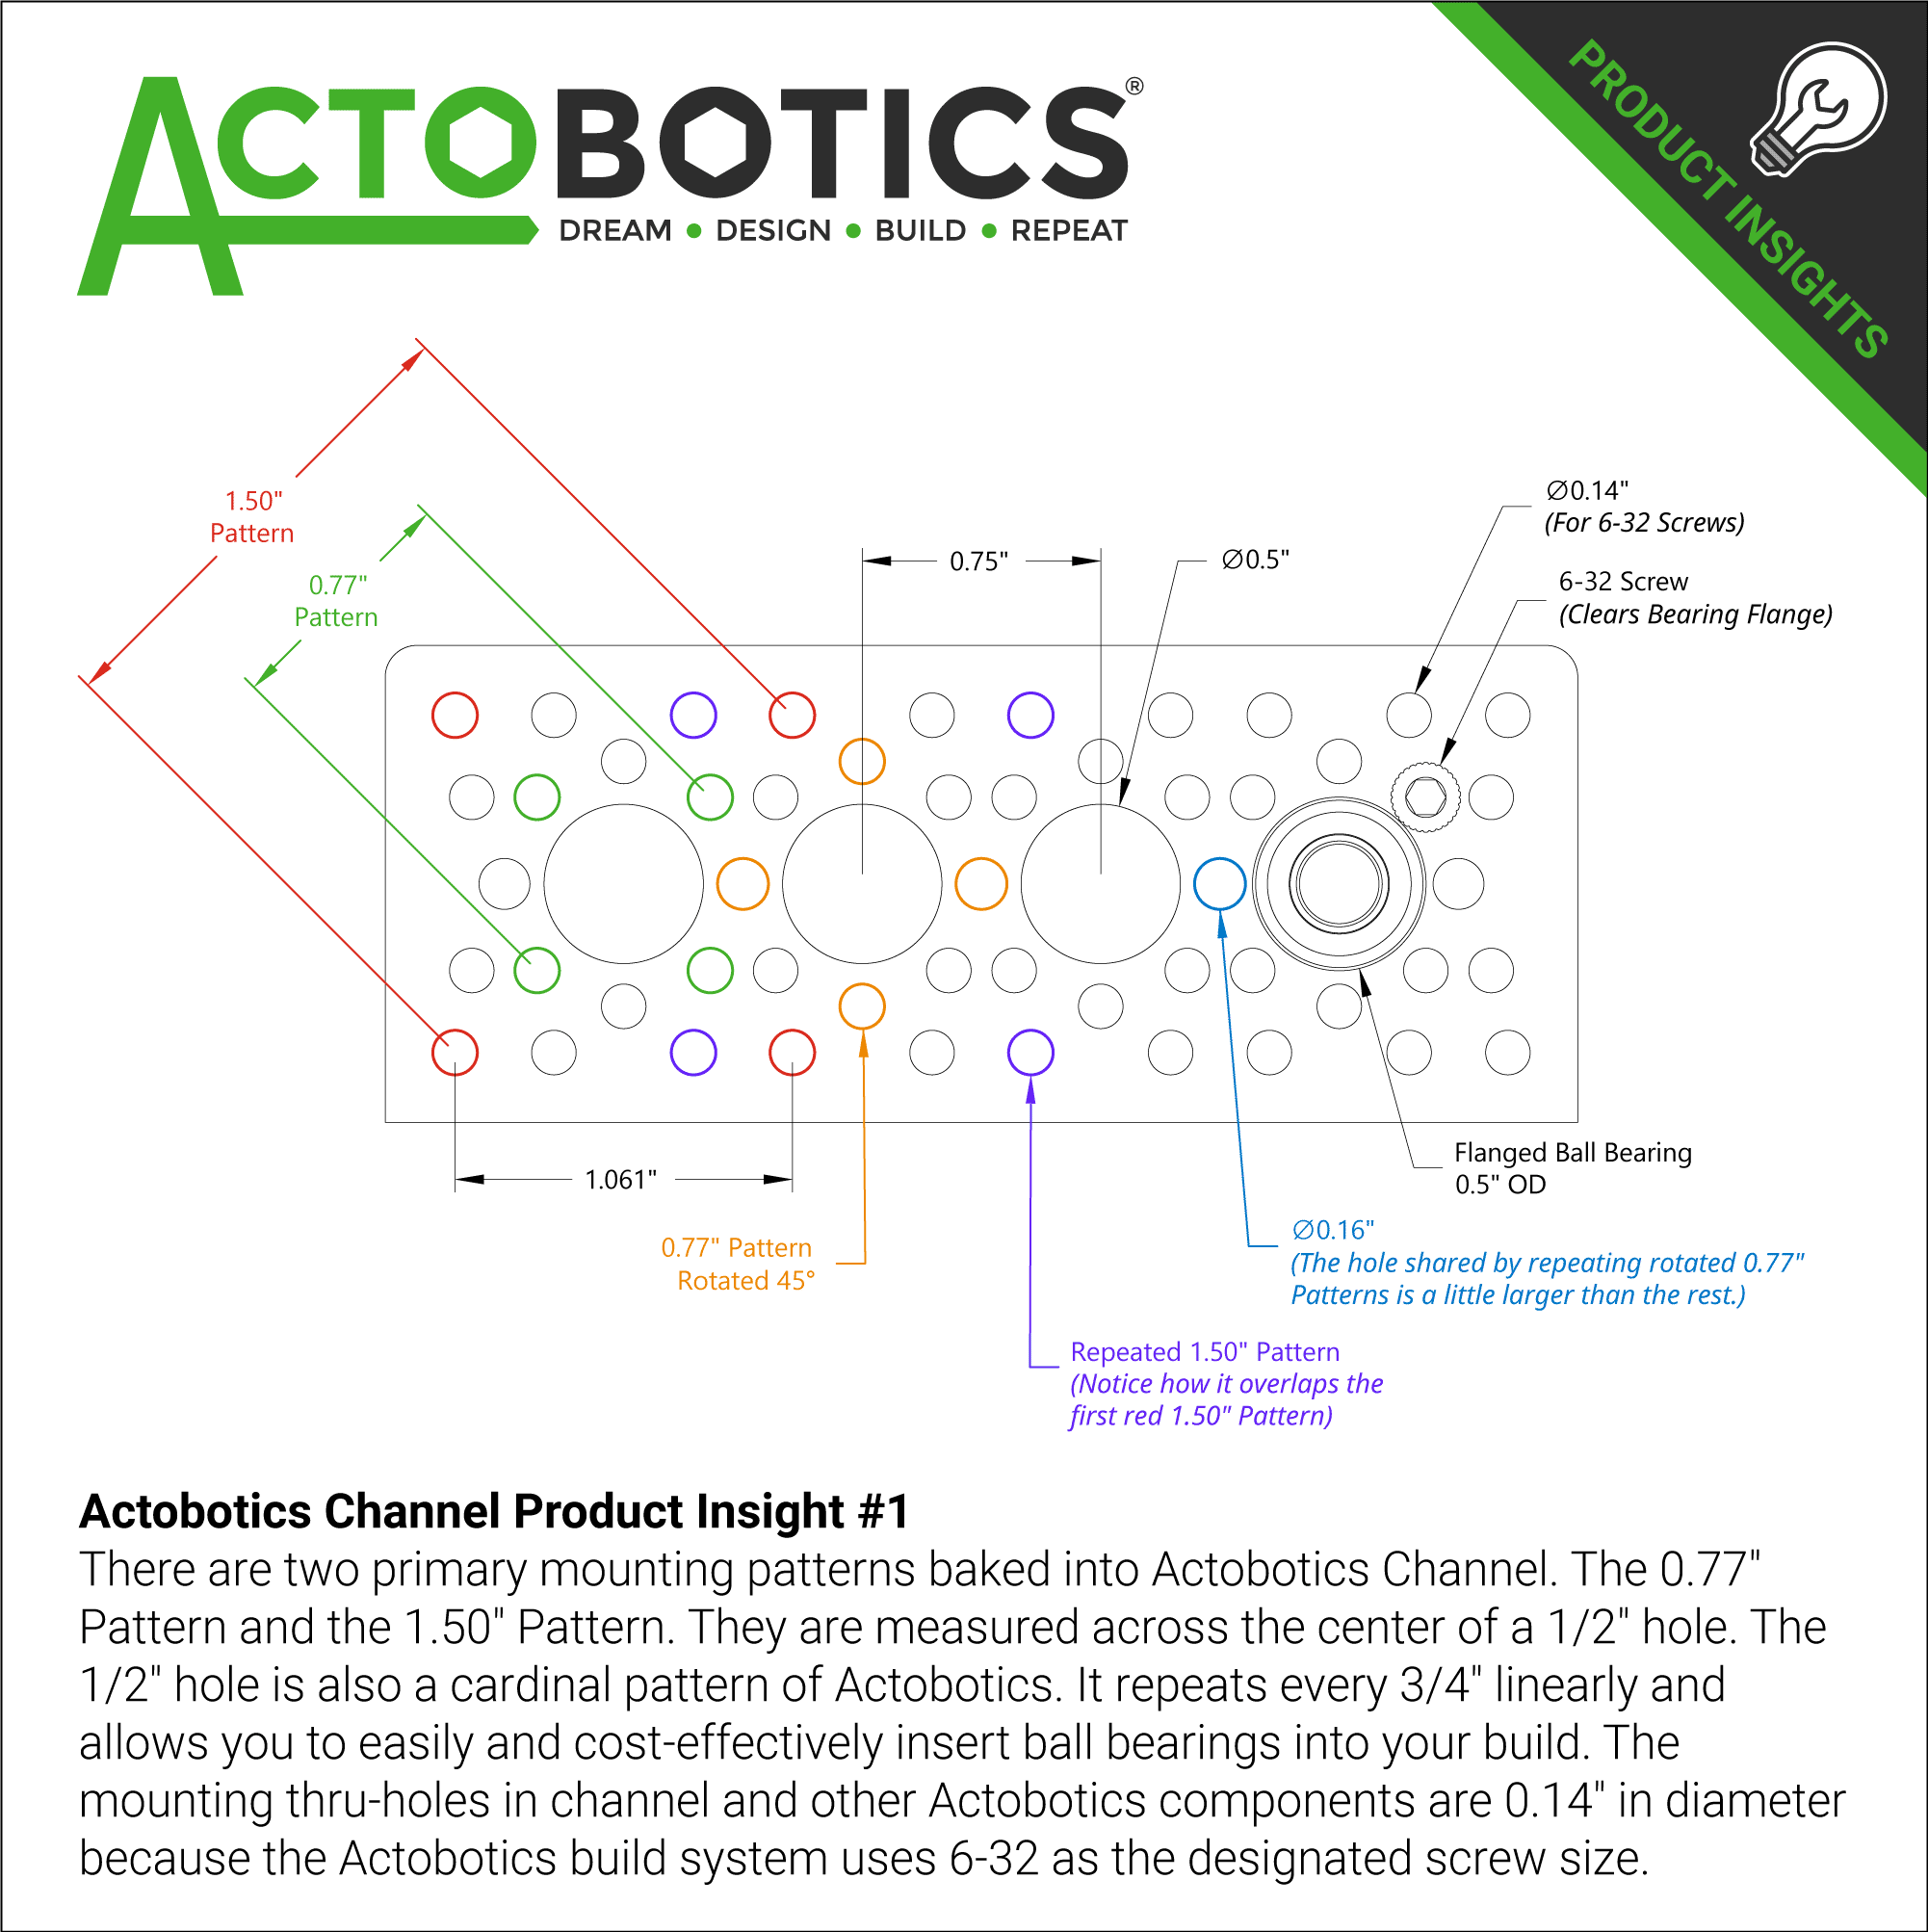 ACTOBOTICS®
DREAM • DESIGN • BUILD • REPEAT
PRODUCT INSIGHTS
1.50"
Pattern
0.77"
Pattern
0.75"
∅0.5"
∅0.14"
(For 6-32 Screws)
6-32 Screw
(Clears Bearing Flange)
1.061"
Flanged Ball Bearing
0.5" OD
0.77" Pattern
Rotated 45°
∅0.16"
(The hole shared by repeating rotated 0.77"
Patterns is a little larger than the rest.)
Repeated 1.50" Pattern
(Notice how it overlaps the
first red 1.50" Pattern)
Actobotics Channel Product Insight #1
There are two primary mounting patterns baked into Actobotics Channel. The 0.77"
Pattern and the 1.50" Pattern. They are measured across the center of a 1/2" hole. The
1/2" hole is also a cardinal pattern of Actobotics. It repeats every 3/4" linearly and
allows you to easily and cost-effectively insert ball bearings into your build. The
mounting thru-holes in channel and other Actobotics components are 0.14" in diameter
because the Actobotics build system uses 6-32 as the designated screw size.